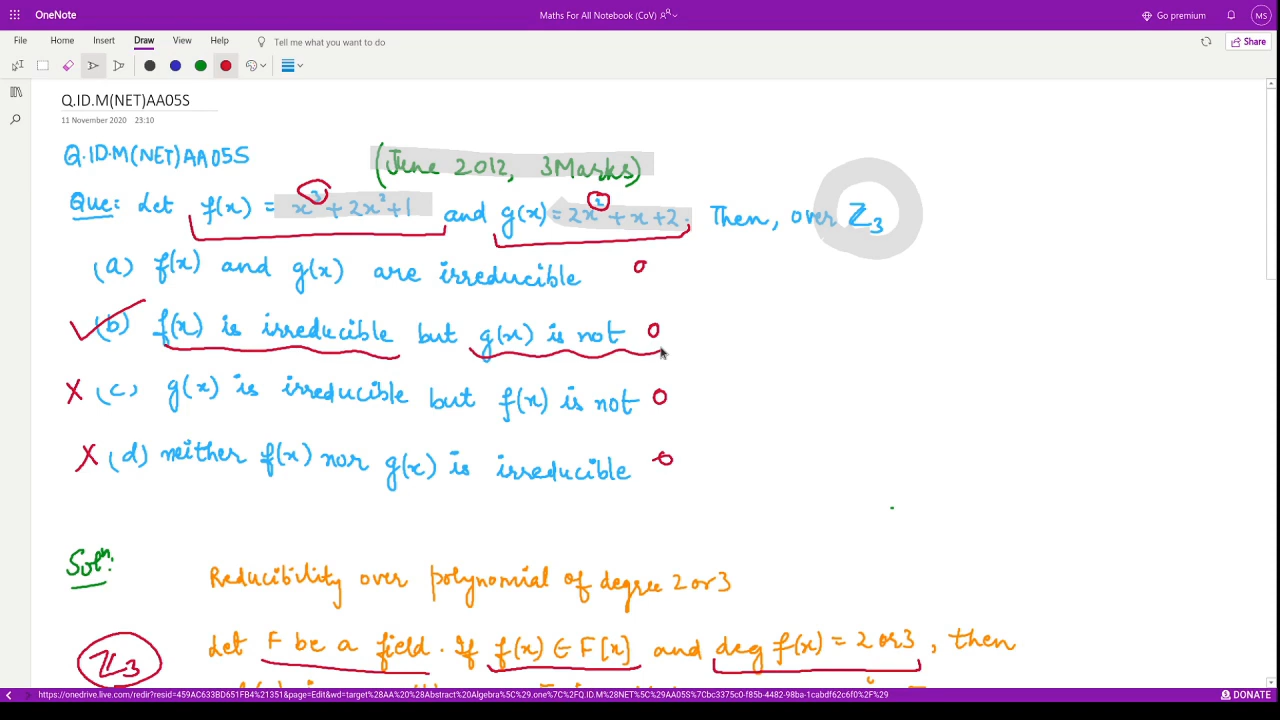 OneNote
Maths For All Notebook (CoV)
Go premium
MS
File Home Insert Draw View Help Tell me what you want to do
Share
Q.ID.M(NET)AA05S
11 November 2020 23:10
Q.ID.M(NET)AA05S
(June 2012, 3Marks)
Que: Let f(x) = x³ + 2x² + 1 and g(x) = 2x² + x + 2. Then, over ℤ₃
(a) f(x) and g(x) are irreducible
(b) f(x) is irreducible but g(x) is not
(c) g(x) is irreducible but f(x) is not
(d) neither f(x) nor g(x) is irreducible
Solⁿ:
Reducibility over polynomial of degree 2 or 3
Let F be a field. If f(x) ∈ F[x] and deg f(x) = 2 or 3, then
ℤ₃
DONATE